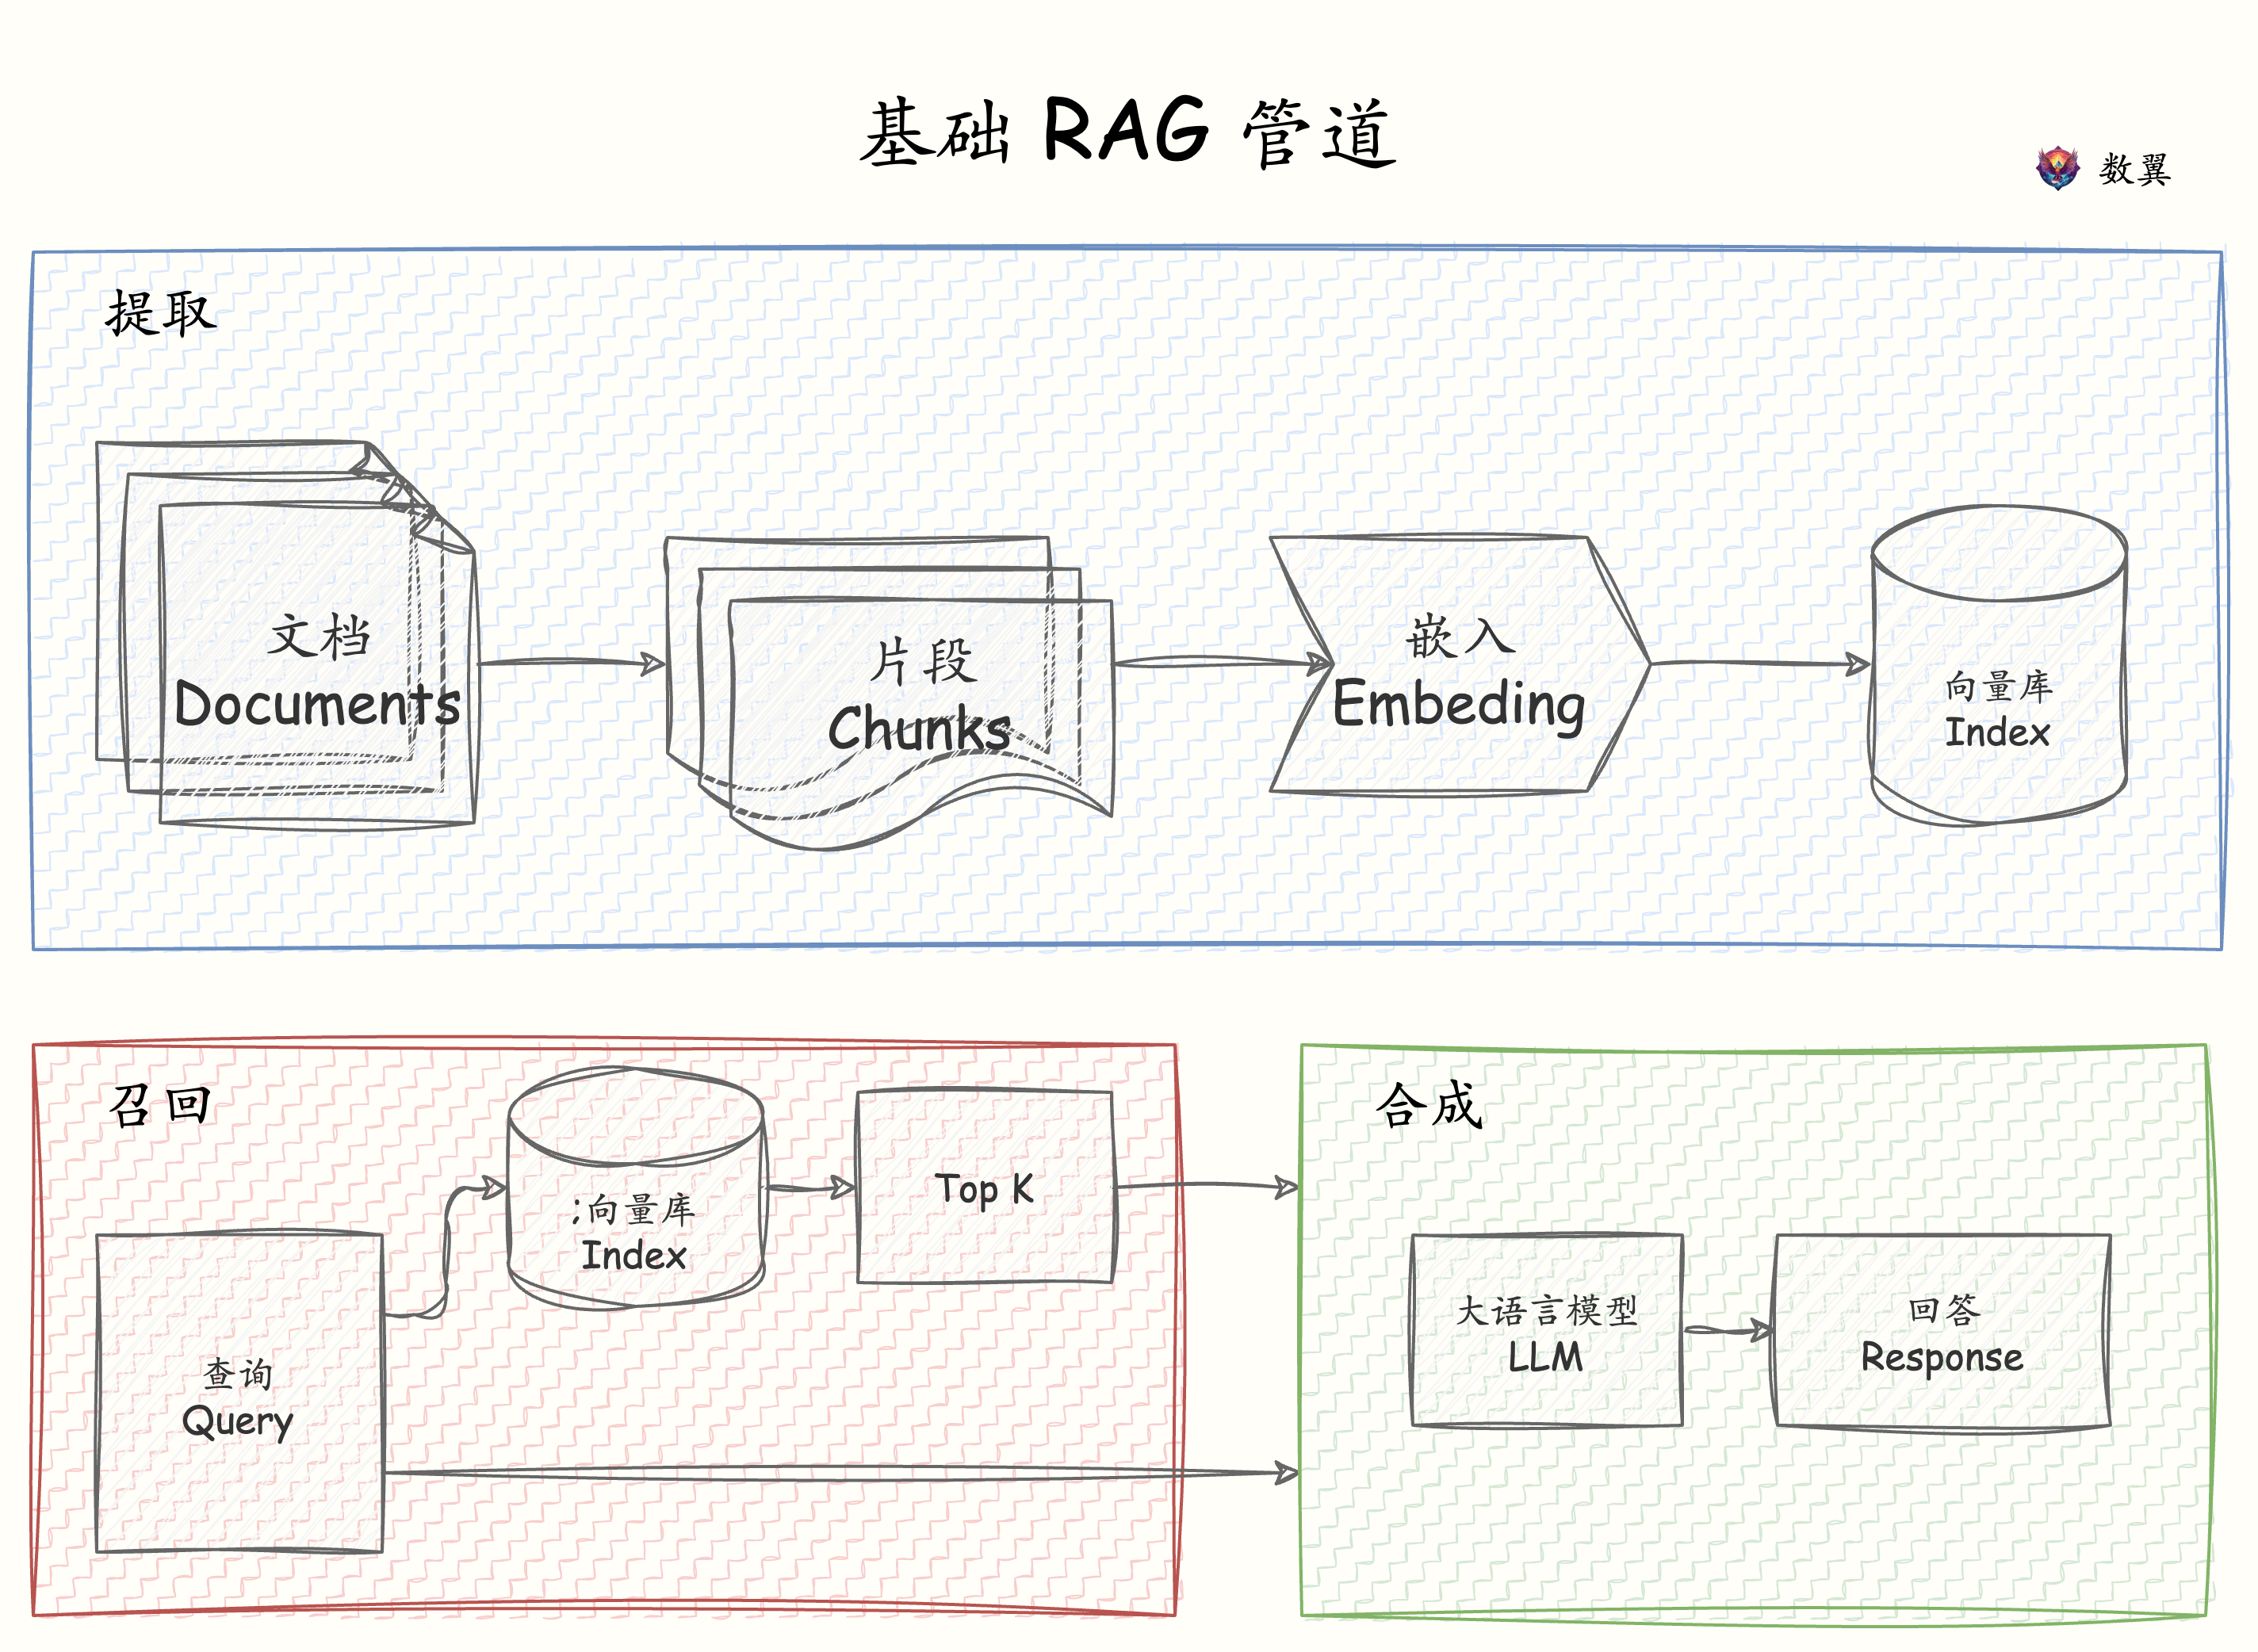 基础 RAG 管道
数翼
提取
文档
Documents
片段
Chunks
嵌入
Embeding
向量库
Index
召回
查询
Query
;向量库
Index
Top K
合成
大语言模型
LLM
回答
Response